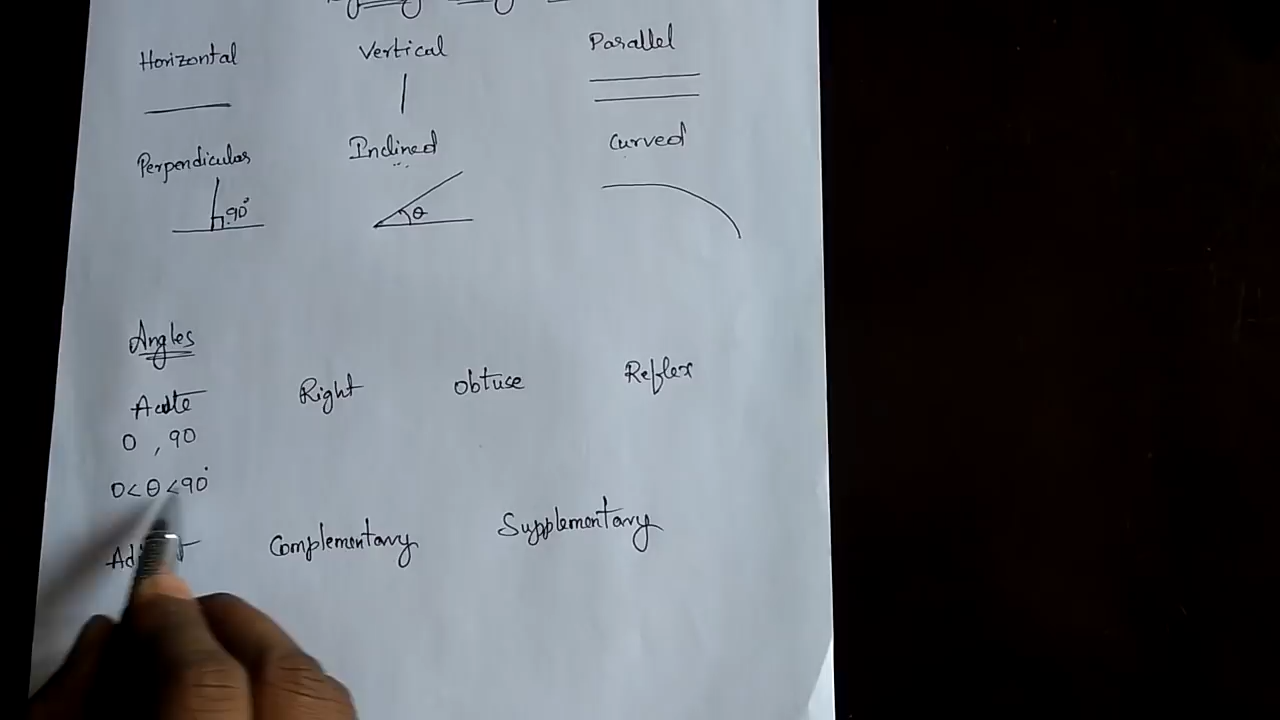 Horizontal Vertical Parallel
Perpendicular Inclined Curved
90° θ
Angles
Acute Right Obtuse Reflex
0 , 90
0<θ<90°
Complementary Supplementary